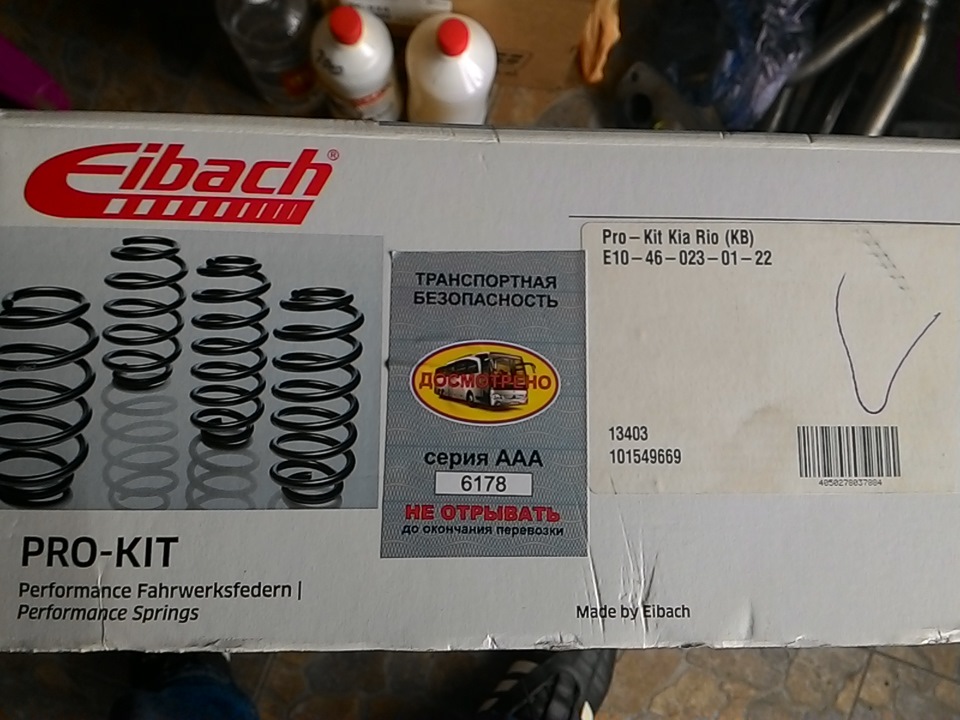 Eibach®
ТРАНСПОРТНАЯ
БЕЗОПАСНОСТЬ
ДОСМОТРЕНО
серия ААА
6178
НЕ ОТРЫВАТЬ
до окончания перевозки
Pro-Kit Kia Rio (KB)
E10-46-023-01-22
13403
101549669
4050278037884
PRO-KIT
Performance Fahrwerksfedern |
Performance Springs
Made by Eibach